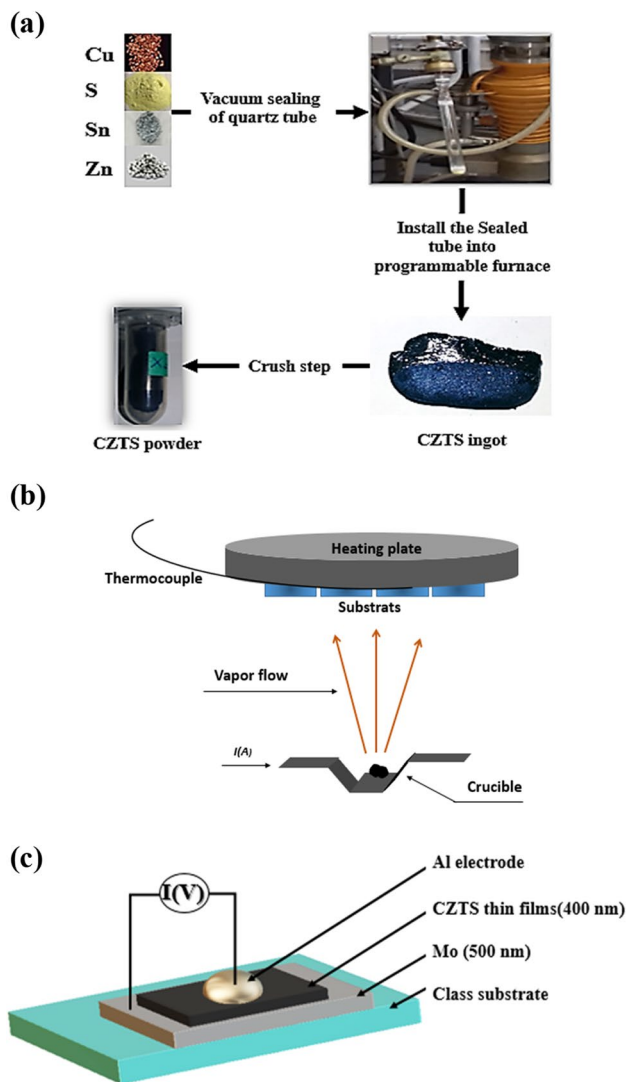 (a)
Cu
S
Sn
Zn
Vacuum sealing
of quartz tube
Install the Sealed
tube into
programmable furnace
Crush step
CZTS powder
CZTS ingot
(b)
Heating plate
Thermocouple
Substrats
Vapor flow
I(A)
Crucible
(c)
I(V)
Al electrode
CZTS thin films(400 nm)
Mo (500 nm)
Class substrate